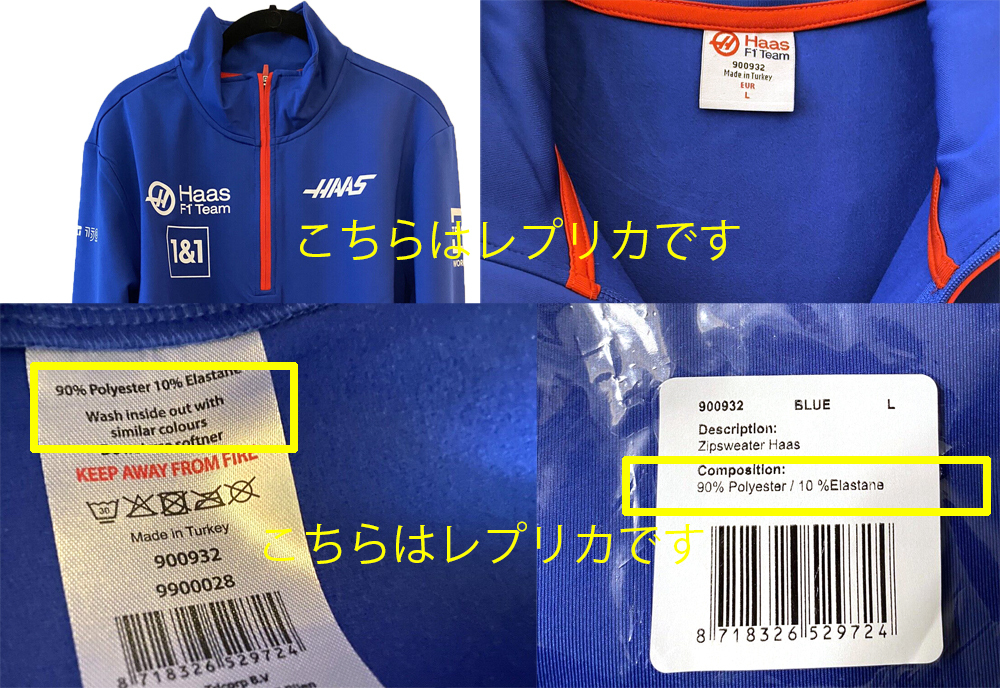 Haas
F1 Team
HAAS
1&1
こちらはレプリカです
Haas
F1 Team
900932
Made in Turkey
EUR
L
90% Polyester 10% Elastane
Wash inside out with
similar colours
softner
KEEP AWAY FROM FIRE
30
Made in Turkey
900932
9900028
8 718326 529724
B.V
こちらはレプリカです
900932 BLUE L
Description:
Zipsweater Haas
Composition:
90% Polyester / 10 %Elastane
8 718326 529724